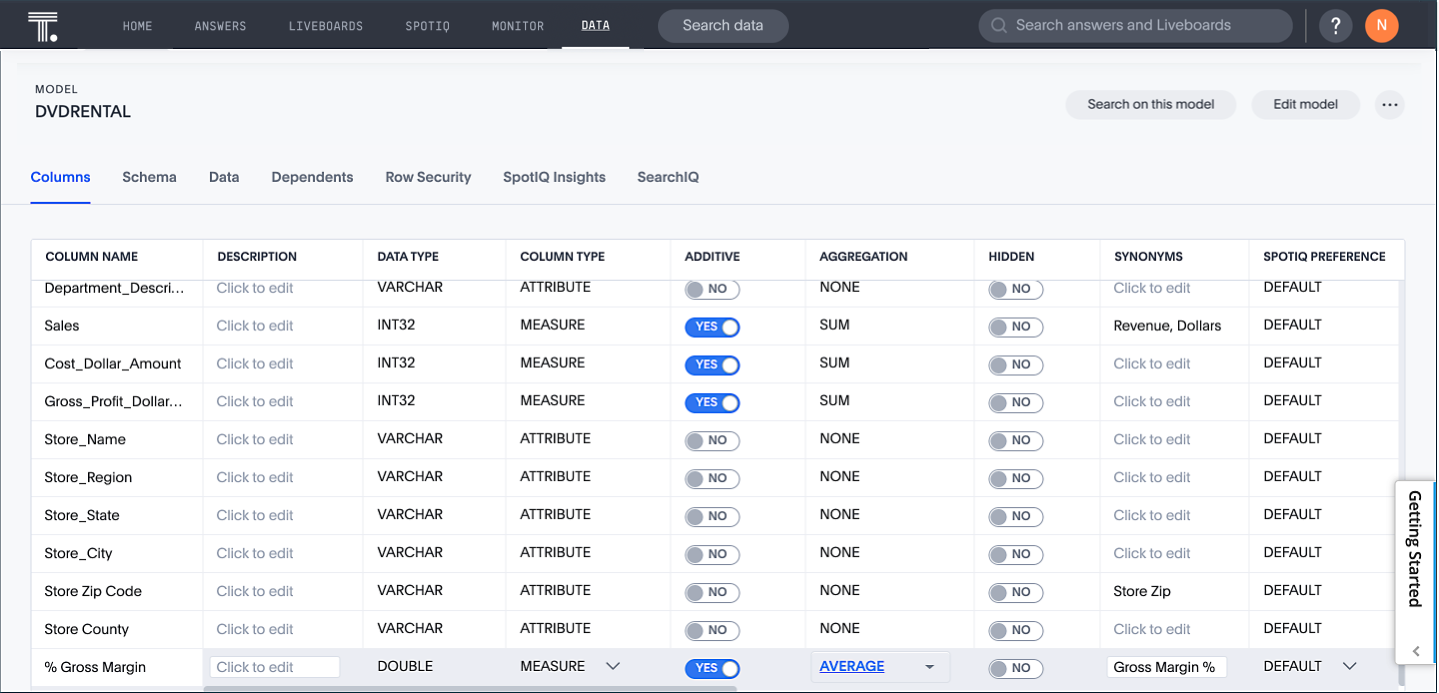 T.
HOME ANSWERS LIVEBOARDS SPOTIQ MONITOR DATA Search data Search answers and Liveboards ? N
MODEL
DVDRENTAL
Search on this model Edit model ...
Columns Schema Data Dependents Row Security SpotIQ Insights SearchIQ
COLUMN NAME DESCRIPTION DATA TYPE COLUMN TYPE ADDITIVE AGGREGATION HIDDEN SYNONYMS SPOTIQ PREFERENCE
Department_Descri... Click to edit VARCHAR ATTRIBUTE NO NONE NO Click to edit DEFAULT
Sales Click to edit INT32 MEASURE YES SUM NO Revenue, Dollars DEFAULT
Cost_Dollar_Amount Click to edit INT32 MEASURE YES SUM NO Click to edit DEFAULT
Gross_Profit_Dollar... Click to edit INT32 MEASURE YES SUM NO Click to edit DEFAULT
Store_Name Click to edit VARCHAR ATTRIBUTE NO NONE NO Click to edit DEFAULT
Store_Region Click to edit VARCHAR ATTRIBUTE NO NONE NO Click to edit DEFAULT
Store_State Click to edit VARCHAR ATTRIBUTE NO NONE NO Click to edit DEFAULT
Store_City Click to edit VARCHAR ATTRIBUTE NO NONE NO Click to edit DEFAULT
Store Zip Code Click to edit VARCHAR ATTRIBUTE NO NONE NO Store Zip DEFAULT
Store County Click to edit VARCHAR ATTRIBUTE NO NONE NO Click to edit DEFAULT
% Gross Margin Click to edit DOUBLE MEASURE YES AVERAGE NO Gross Margin % DEFAULT
Getting Started